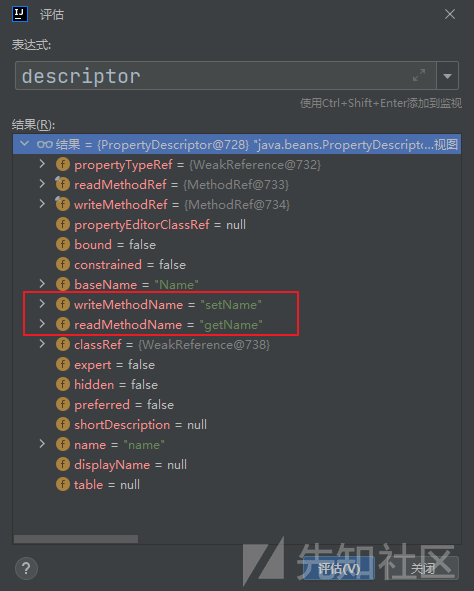 评估
表达式:
descriptor
使用Ctrl+Shift+Enter添加到监视
结果(R):
结果 = {PropertyDescriptor@728} "java.beans.PropertyDescriptc...视图
propertyTypeRef = {WeakReference@732}
readMethodRef = {MethodRef@733}
writeMethodRef = {MethodRef@734}
propertyEditorClassRef = null
bound = false
constrained = false
baseName = "Name"
writeMethodName = "setName"
readMethodName = "getName"
classRef = {WeakReference@738}
expert = false
hidden = false
preferred = false
shortDescription = null
name = "name"
displayName = null
table = null
?
评估(V)
关闭
先知社区